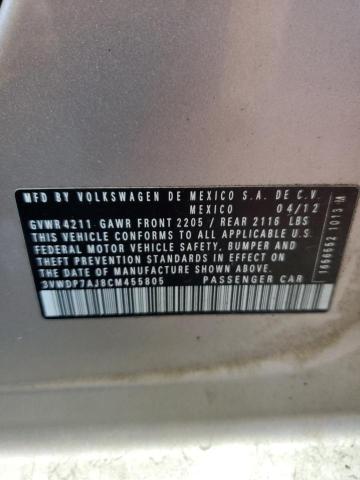 MFD BY VOLKSWAGEN DE MEXICO S.A. DE C.V.
MEXICO 04/12
GVWR 4211 GAWR FRONT 2205 / REAR 2116 LBS
THIS VEHICLE CONFORMS TO ALL APPLICABLE U.S.
FEDERAL MOTOR VEHICLE SAFETY, BUMPER AND
THEFT PREVENTION STANDARDS IN EFFECT ON THE
DATE OF MANUFACTURE SHOWN ABOVE.
3VWDP7AJ8CM455805 PASSENGER CAR
1656552 1013 M